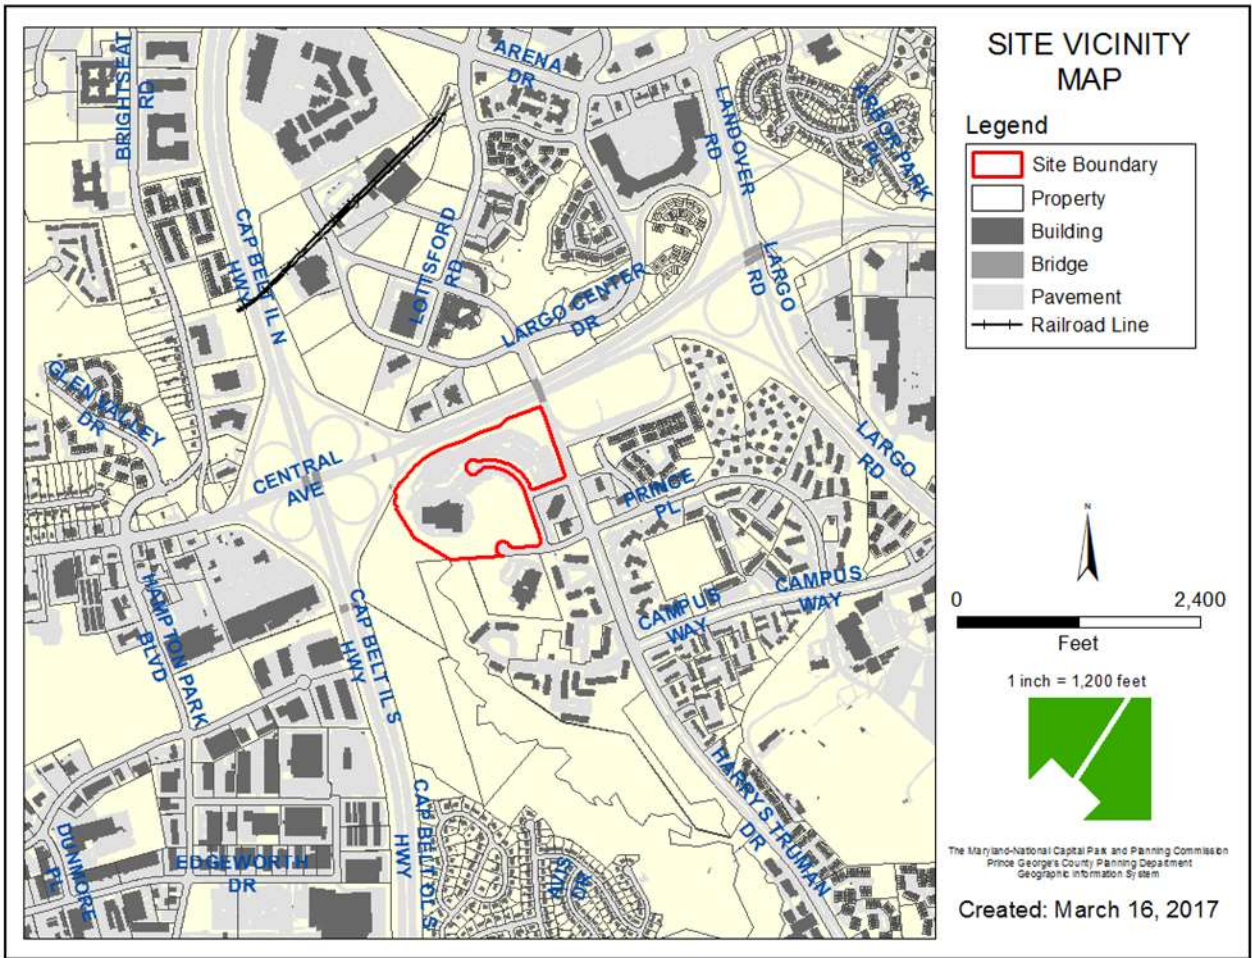 SITE VICINITY
MAP
Legend
Site Boundary
Property
Building
Bridge
Pavement
Railroad Line
N
0 2,400
Feet
1 inch = 1,200 feet
The Maryland-National Capital Park and Planning Commission
Prince George's County Planning Department
Geographic Information System
Created: March 16, 2017
BRIGHTSEAT
RD
ARENA
DR
LANDOVER
RD
ARBOR PARK
PL
CAP BELT IL N
HWY
LOTTSFORD
RD
LARGO
RD
LARGO CENTER
DR
GLEN VALLEY
DR
CENTRAL
AVE
LARGO
RD
PRINCE
PL
HAMPTON PARK
BLVD
CAP BELT IL S
HWY
CAMPUS
WAY
CAMPUS
WAY
HARRY S TRUMAN
DR
CAP BELT OL S
HWY
DUNMORE
PL
EDGEWORTH
DR
AVIS
DR